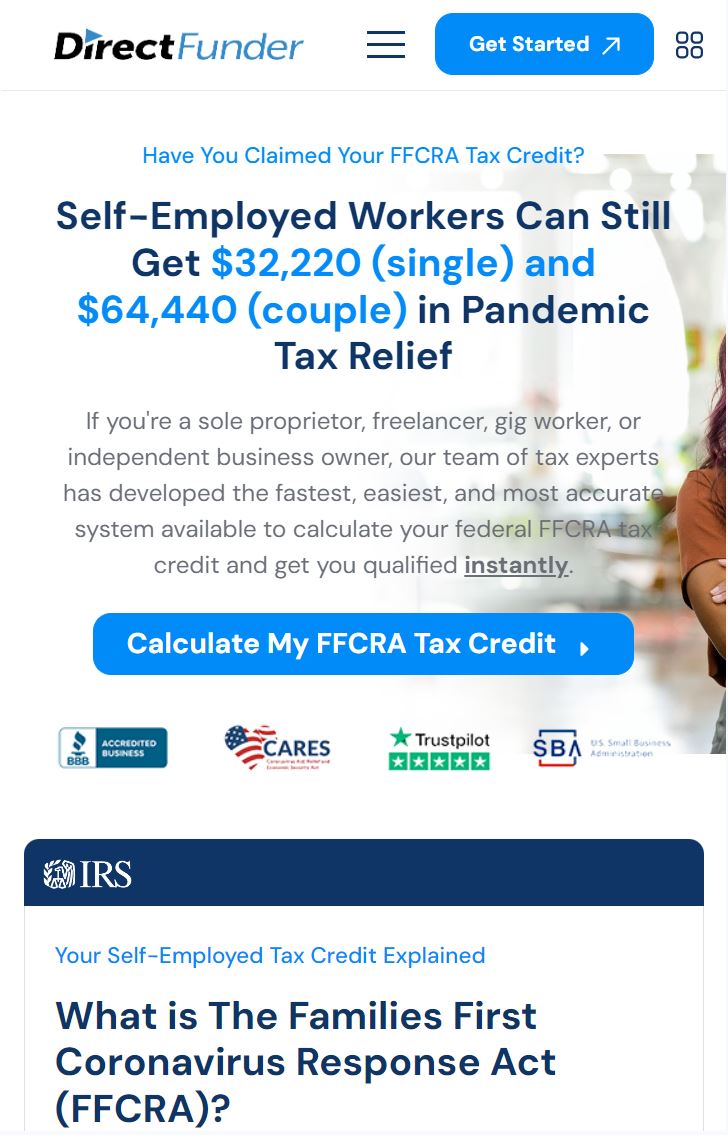 DirectFunder
Get Started
Have You Claimed Your FFCRA Tax Credit?
Self-Employed Workers Can Still
Get $32,220 (single) and
$64,440 (couple) in Pandemic
Tax Relief
If you're a sole proprietor, freelancer, gig worker, or
independent business owner, our team of tax experts
has developed the fastest, easiest, and most accurate
system available to calculate your federal FFCRA tax
credit and get you qualified instantly.
Calculate My FFCRA Tax Credit
BBB ACCREDITED BUSINESS
CARES
Coronavirus Aid Relief and
Economic Security Act
Trustpilot
SBA U.S. Small Business
Administration
IRS
Your Self-Employed Tax Credit Explained
What is The Families First
Coronavirus Response Act
(FFCRA)?